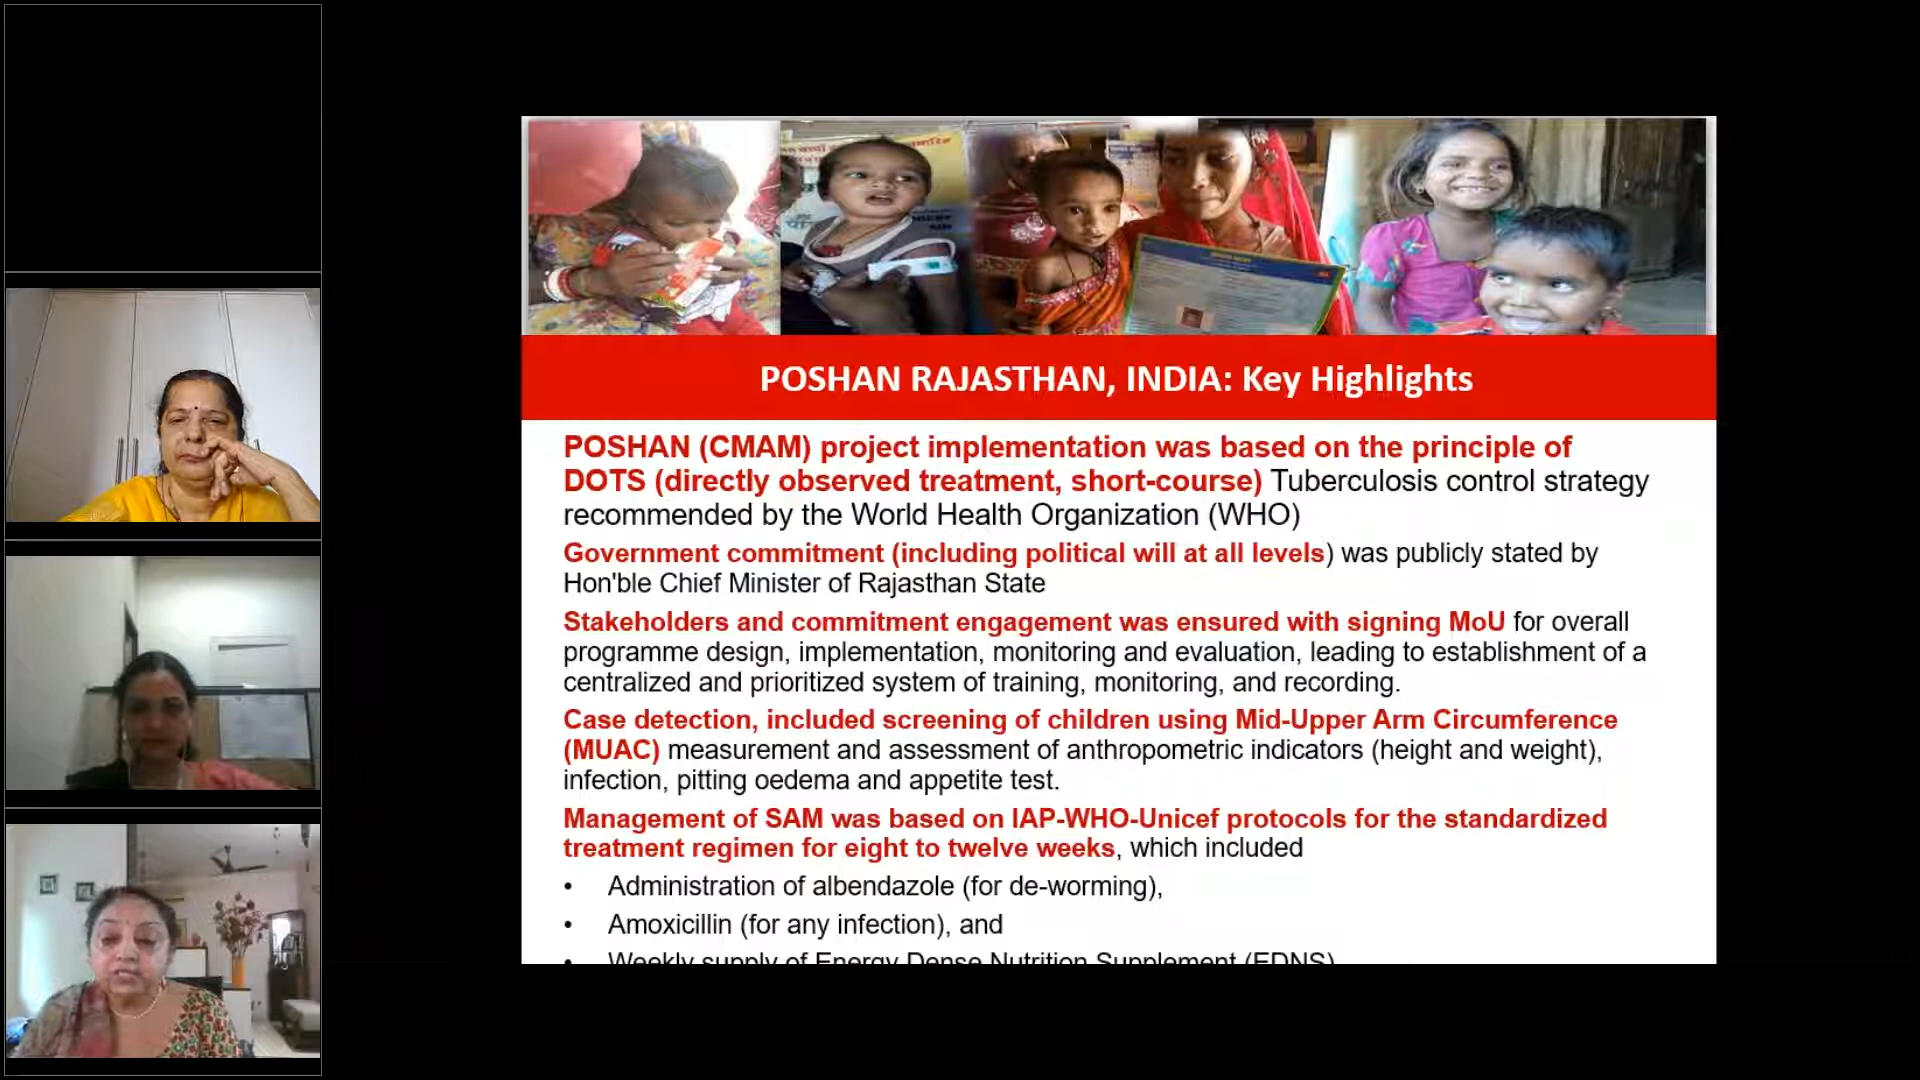 POSHAN RAJASTHAN, INDIA: Key Highlights
POSHAN (CMAM) project implementation was based on the principle of
DOTS (directly observed treatment, short-course) Tuberculosis control strategy
recommended by the World Health Organization (WHO)
Government commitment (including political will at all levels) was publicly stated by
Hon'ble Chief Minister of Rajasthan State
Stakeholders and commitment engagement was ensured with signing MoU for overall
programme design, implementation, monitoring and evaluation, leading to establishment of a
centralized and prioritized system of training, monitoring, and recording.
Case detection, included screening of children using Mid-Upper Arm Circumference
(MUAC) measurement and assessment of anthropometric indicators (height and weight),
infection, pitting oedema and appetite test.
Management of SAM was based on IAP-WHO-Unicef protocols for the standardized
treatment regimen for eight to twelve weeks, which included
• Administration of albendazole (for de-worming),
• Amoxicillin (for any infection), and
• Weekly supply of Energy Dense Nutrition Supplement (EDNS)